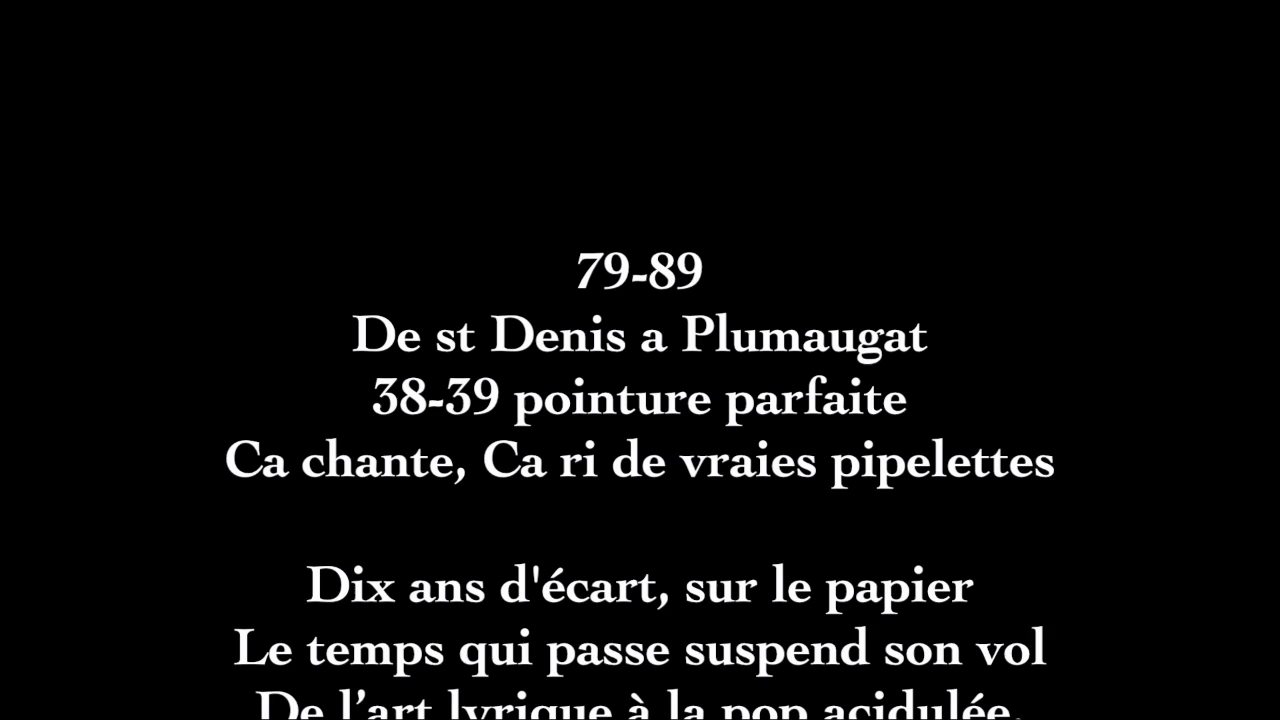 79-89
De st Denis a Plumaugat
38-39 pointure parfaite
Ca chante, Ca ri de vraies pipelettes
Dix ans d'écart, sur le papier
Le temps qui passe suspend son vol
De l’art lyrique à la pop acidulée.